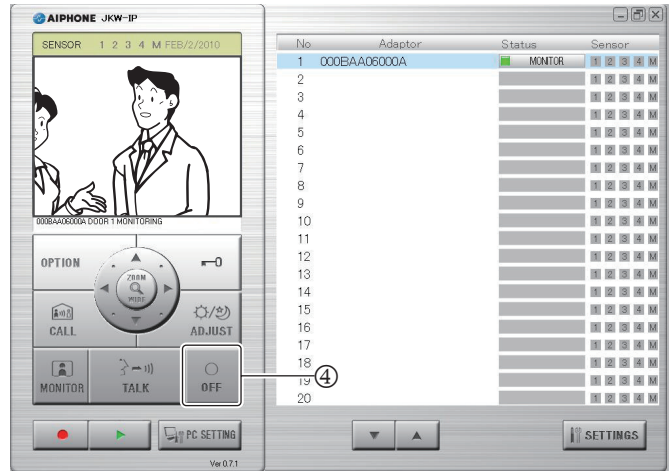 AIPHONE JKW-IP
SENSOR 1 2 3 4 M FEB/2/2010
000BAA06000A DOOR 1 MONITORING
OPTION
ZOOM
WIDE
CALL
ADJUST
MONITOR
TALK
OFF
④
PC SETTING
Ver 0.7.1
No Adaptor Status Sensor
1 000BAA06000A MONITOR 1 2 3 4 M
2 1 2 3 4 M
3 1 2 3 4 M
4 1 2 3 4 M
5 1 2 3 4 M
6 1 2 3 4 M
7 1 2 3 4 M
8 1 2 3 4 M
9 1 2 3 4 M
10 1 2 3 4 M
11 1 2 3 4 M
12 1 2 3 4 M
13 1 2 3 4 M
14 1 2 3 4 M
15 1 2 3 4 M
16 1 2 3 4 M
17 1 2 3 4 M
18 1 2 3 4 M
19 1 2 3 4 M
20 1 2 3 4 M
SETTINGS